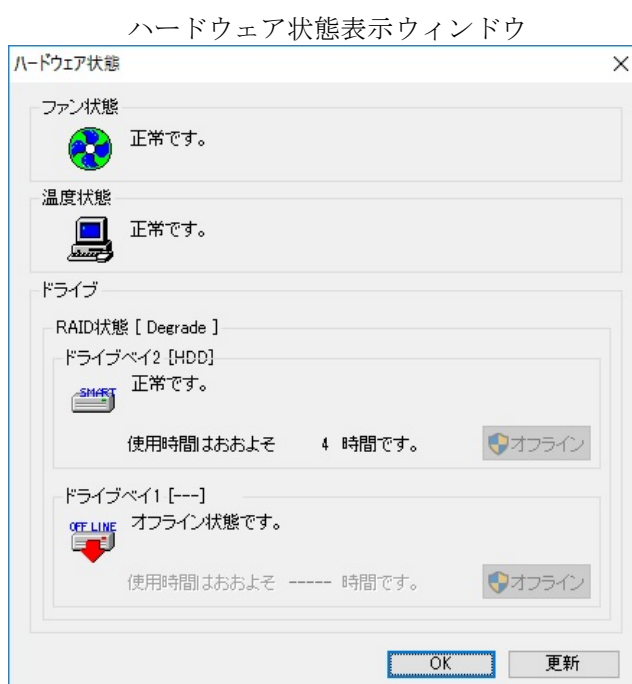 ハードウェア状態表示ウィンドウ
ハードウェア状態
ファン状態
正常です。
温度状態
正常です。
ドライブ
RAID状態 [ Degrade ]
ドライブベイ2 [HDD]
SMART
正常です。
使用時間はおおよそ 4 時間です。
オフライン
ドライブベイ1 [---]
OFF LINE
オフライン状態です。
使用時間はおおよそ ----- 時間です。
オフライン
OK
更新